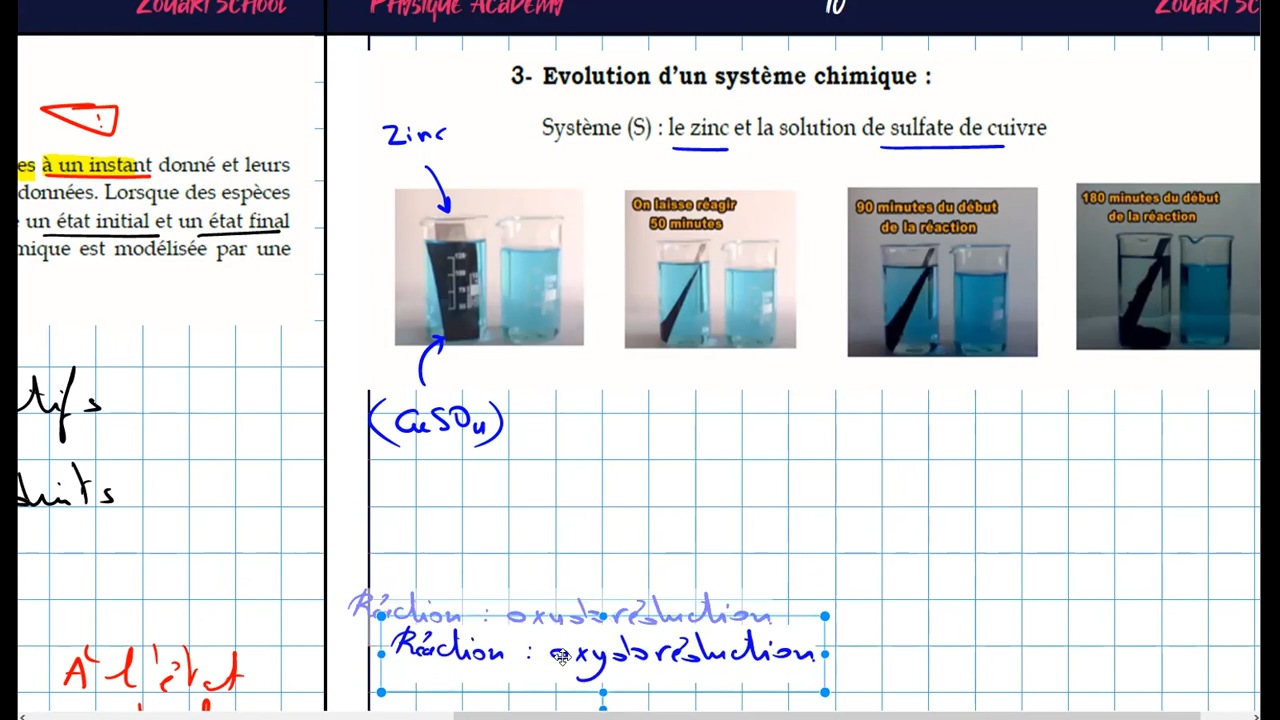 ZOUARI SCHOOL
PHYSIQUE ACADEMY
10
ZOUARI SC
es à un instant donné et leurs
données. Lorsque des espèces
un état initial et un état final
mique est modélisée par une
tifs
duits
A l'état
3- Evolution d'un système chimique :
Système (S) : le zinc et la solution de sulfate de cuivre
Zinc
On laisse réagir
50 minutes
90 minutes du début
de la réaction
180 minutes du début
de la réaction
(CuSO4)
Réaction : oxydoréduction
Réaction : oxydoréduction